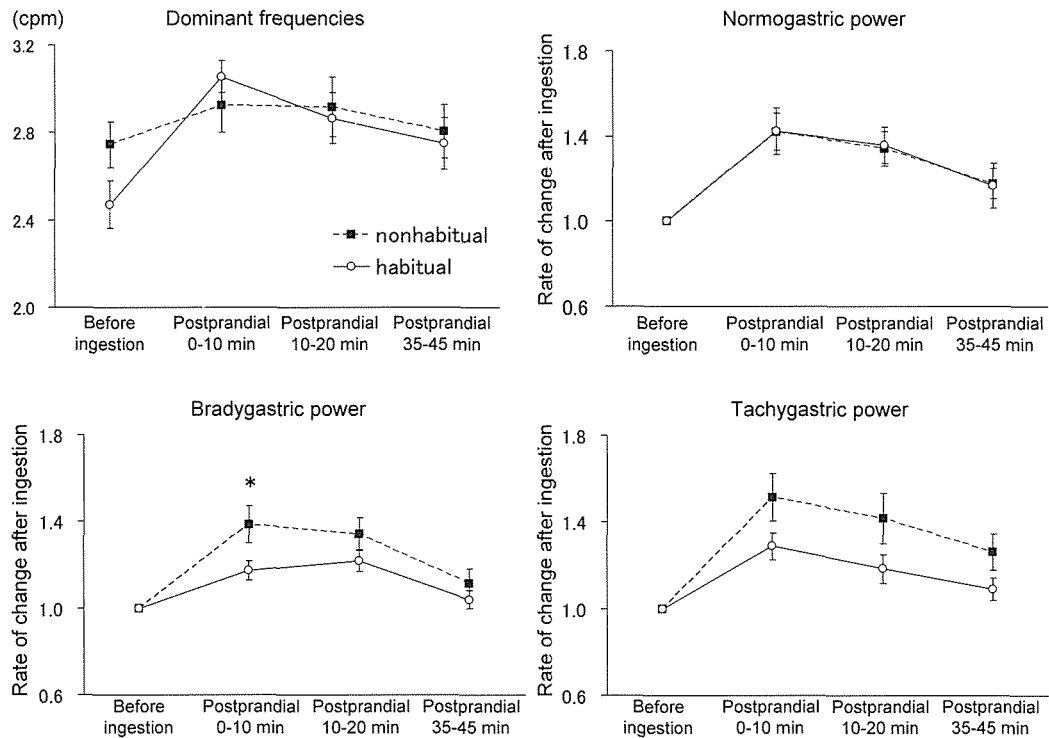 (cpm)
Dominant frequencies
3.2
2.8
2.4
2.0
nonhabitual
habitual
Before ingestion
Postprandial 0-10 min
Postprandial 10-20 min
Postprandial 35-45 min
Normogastric power
Rate of change after ingestion
1.8
1.4
1.0
0.6
Before ingestion
Postprandial 0-10 min
Postprandial 10-20 min
Postprandial 35-45 min
Bradygastric power
Rate of change after ingestion
1.8
1.4
1.0
0.6
*
Before ingestion
Postprandial 0-10 min
Postprandial 10-20 min
Postprandial 35-45 min
Tachygastric power
Rate of change after ingestion
1.8
1.4
1.0
0.6
Before ingestion
Postprandial 0-10 min
Postprandial 10-20 min
Postprandial 35-45 min